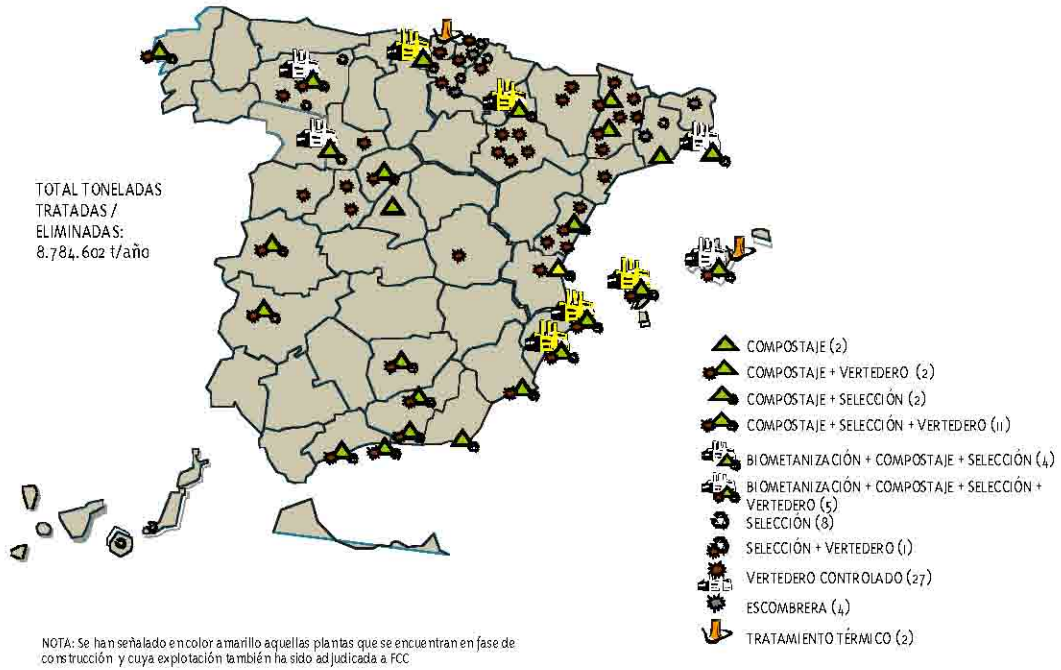 TOTAL TONELADAS
TRATADAS /
ELIMINADAS:
8.784.602 t/año
COMPOSTAJE (2)
COMPOSTAJE + VERTEDERO (2)
COMPOSTAJE + SELECCIÓN (2)
COMPOSTAJE + SELECCIÓN + VERTEDERO (11)
BIOMETANIZACIÓN + COMPOSTAJE + SELECCIÓN (4)
BIOMETANIZACIÓN + COMPOSTAJE + SELECCIÓN +
VERTEDERO (5)
SELECCIÓN (8)
SELECCIÓN + VERTEDERO (1)
VERTEDERO CONTROLADO (27)
ESCOMBRERA (4)
TRATAMIENTO TÉRMICO (2)
NOTA: Se han señalado en color amarillo aquellas plantas que se encuentran en fase de
construcción y cuya explotación también ha sido adjudicada a FCC